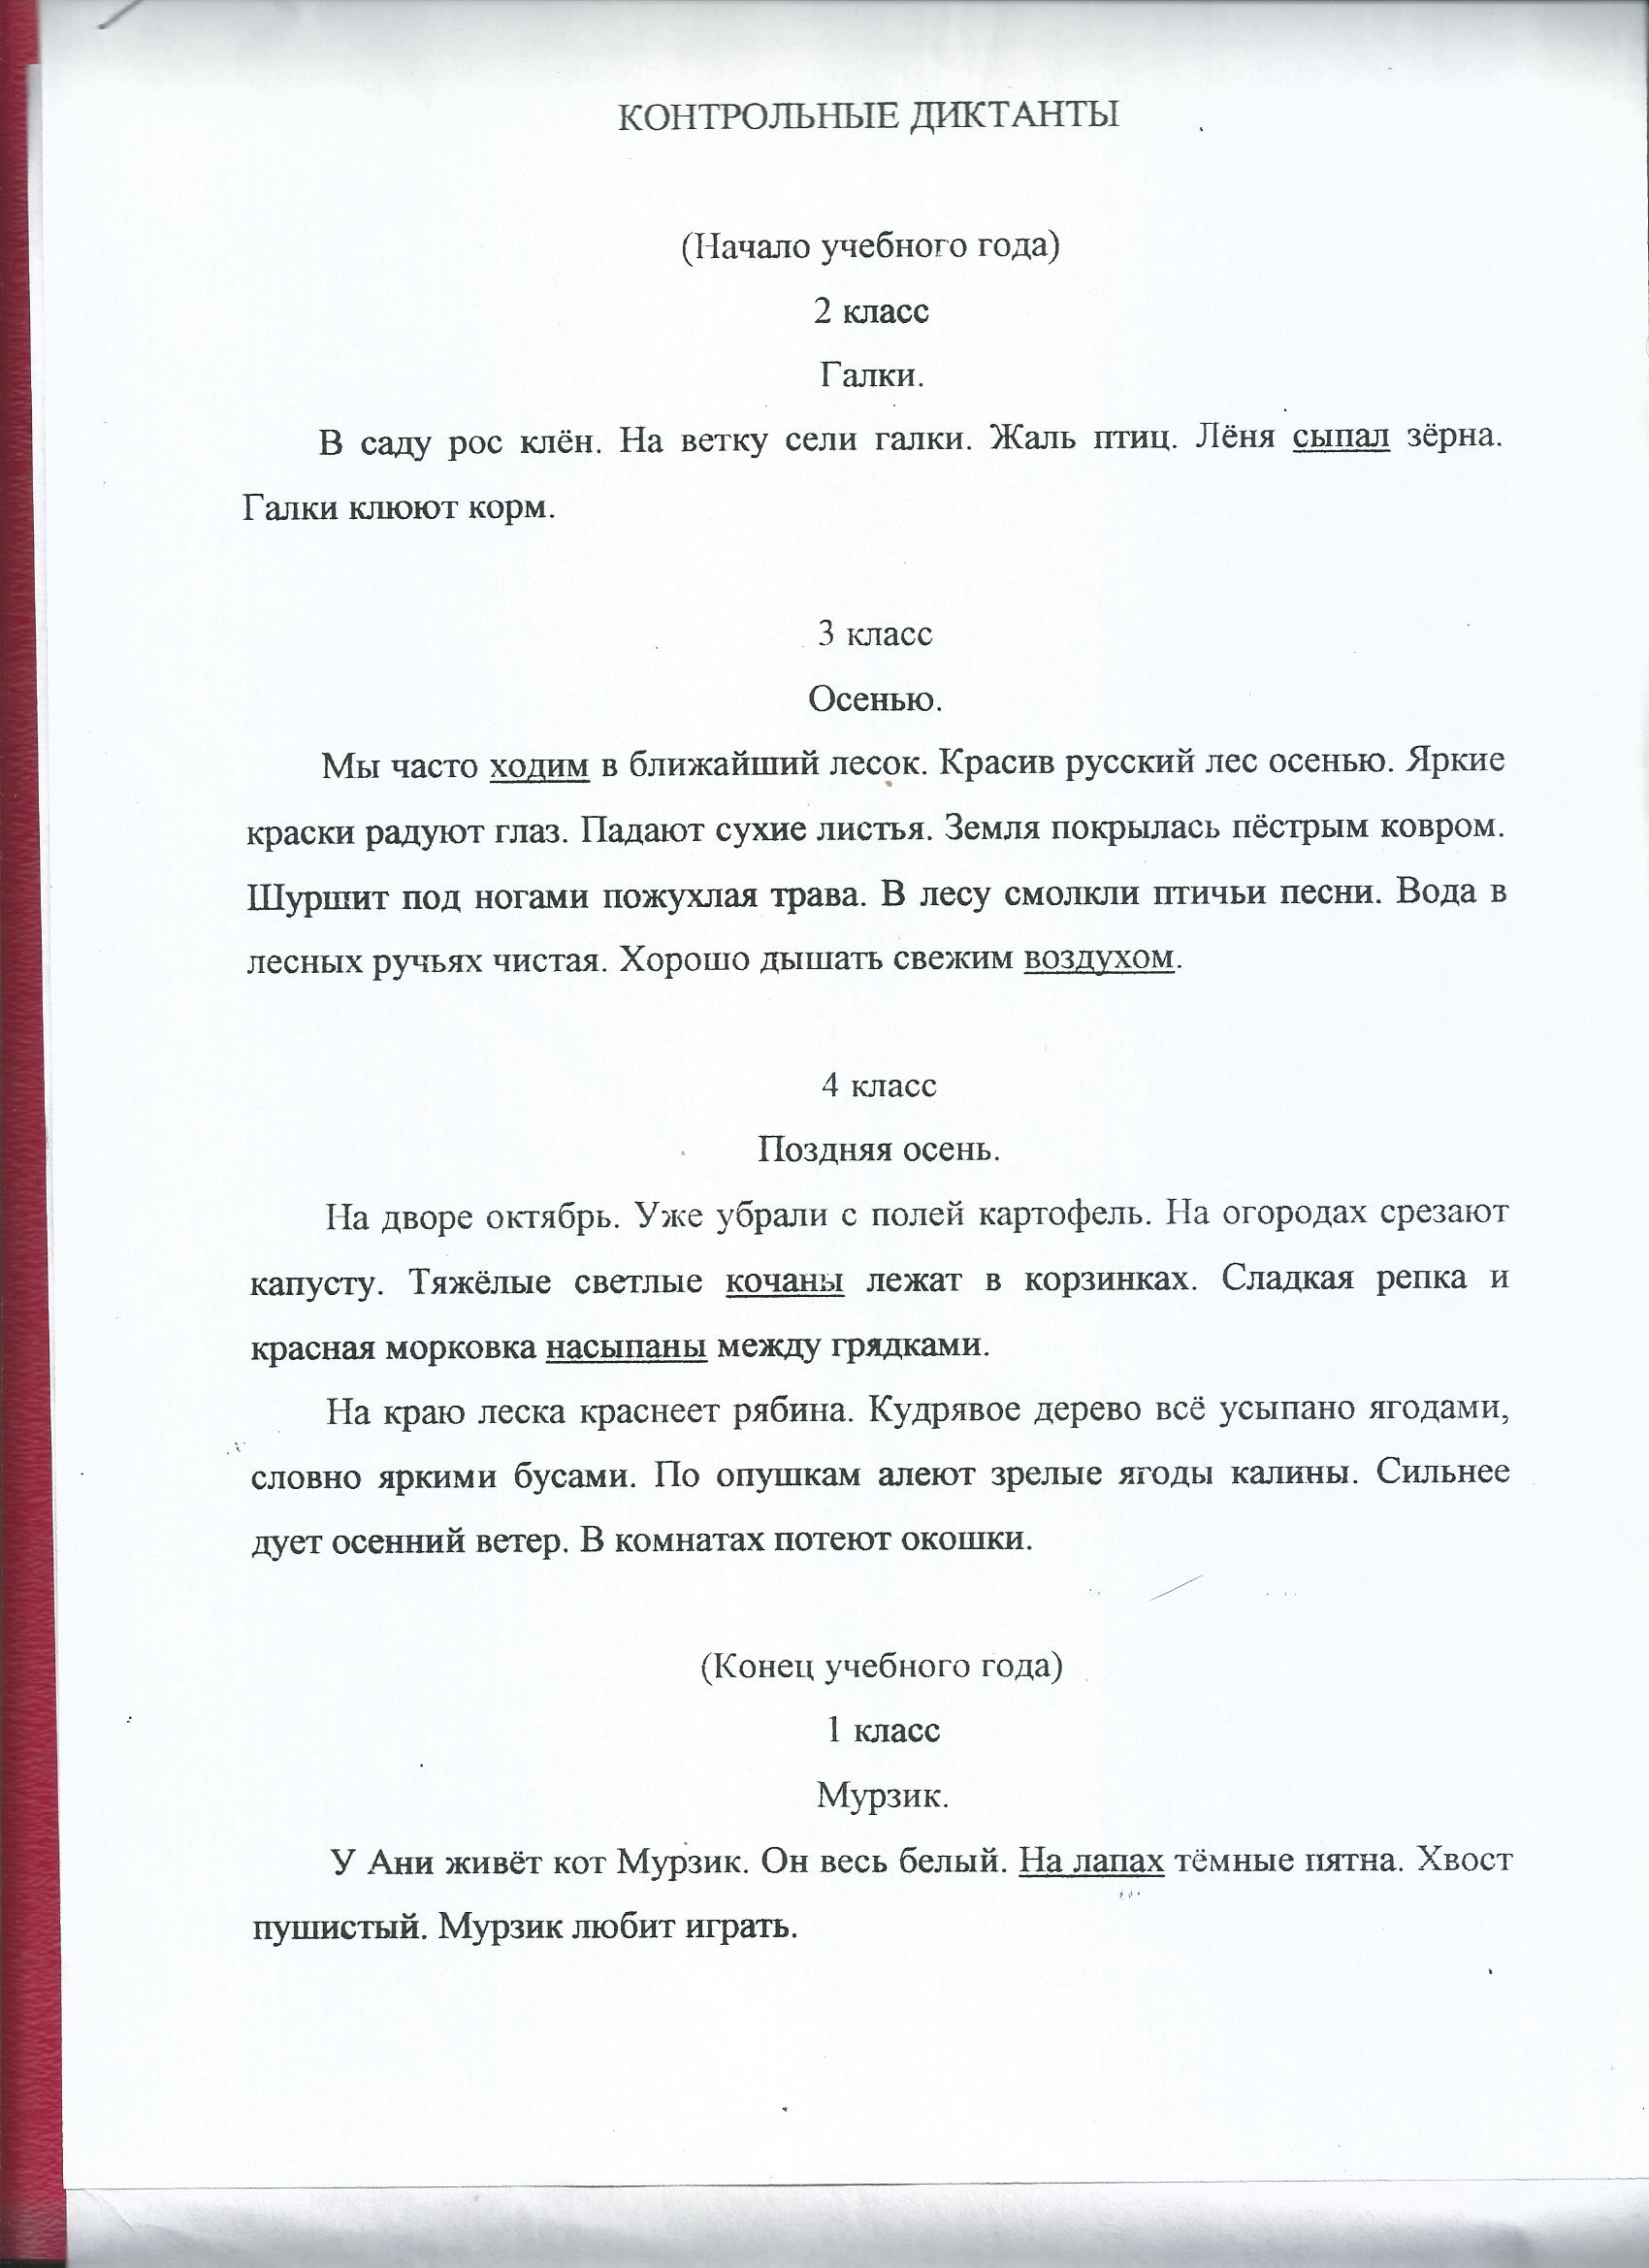 КОНТРОЛЬНЫЕ ДИКТАНТЫ
(Начало учебного года)
2 класс
Галки.
В саду рос клён. На ветку сели галки. Жаль птиц. Лёня сыпал зёрна.
Галки клюют корм.
3 класс
Осенью.
Мы часто ходим в ближайший лесок. Красив русский лес осенью. Яркие
краски радуют глаз. Падают сухие листья. Земля покрылась пёстрым ковром.
Шуршит под ногами пожухлая трава. В лесу смолкли птичьи песни. Вода в
лесных ручьях чистая. Хорошо дышать свежим воздухом.
4 класс
Поздняя осень.
На дворе октябрь. Уже убрали с полей картофель. На огородах срезают
капусту. Тяжёлые светлые кочаны лежат в корзинках. Сладкая репка и
красная морковка насыпаны между грядками.
На краю леска краснеет рябина. Кудрявое дерево всё усыпано ягодами,
словно яркими бусами. По опушкам алеют зрелые ягоды калины. Сильнее
дует осенний ветер. В комнатах потеют окошки.
(Конец учебного года)
1 класс
Мурзик.
У Ани живёт кот Мурзик. Он весь белый. На лапах тёмные пятна. Хвост
пушистый. Мурзик любит играть.